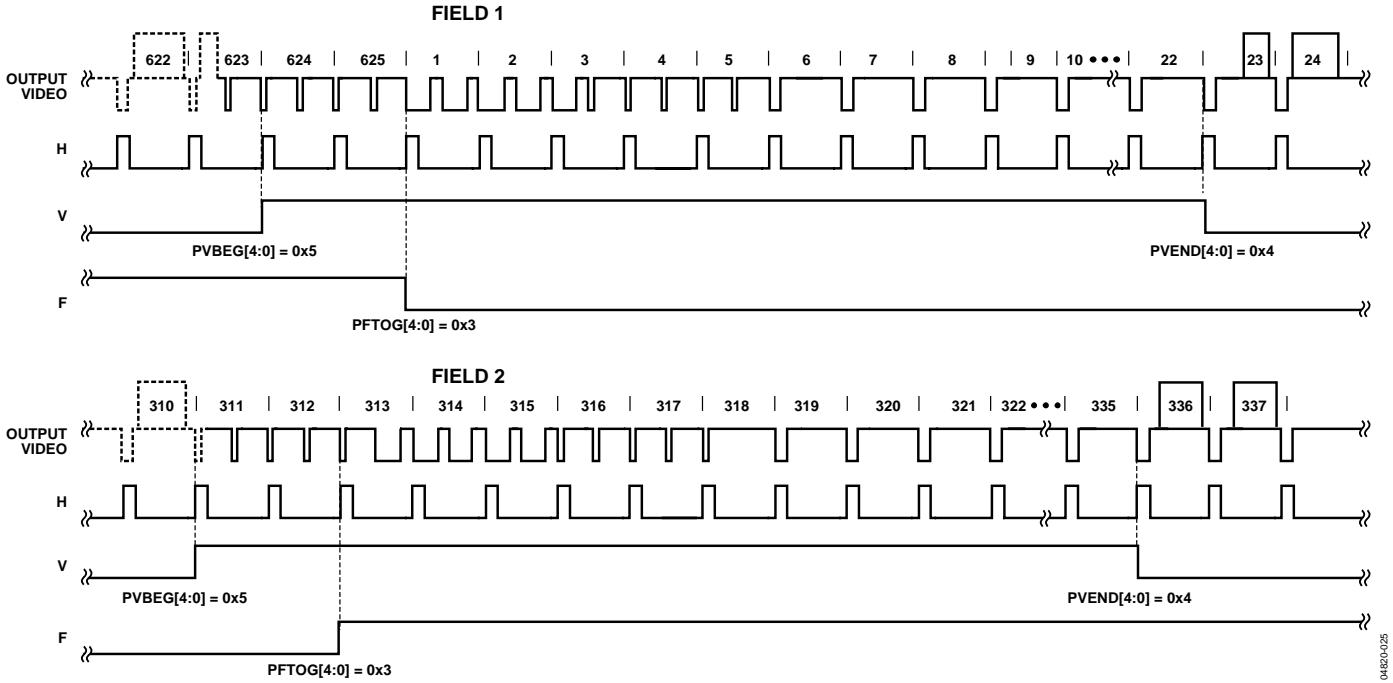 FIELD 1
622 623 624 625 1 2 3 4 5 6 7 8 9 10 ••• 22 23 24
OUTPUT
VIDEO
H
V
PVBEG[4:0] = 0x5
PVEND[4:0] = 0x4
F
PFTOG[4:0] = 0x3
FIELD 2
310 311 312 313 314 315 316 317 318 319 320 321 322 ••• 335 336 337
OUTPUT
VIDEO
H
V
PVBEG[4:0] = 0x5
PVEND[4:0] = 0x4
F
PFTOG[4:0] = 0x3
04820-025